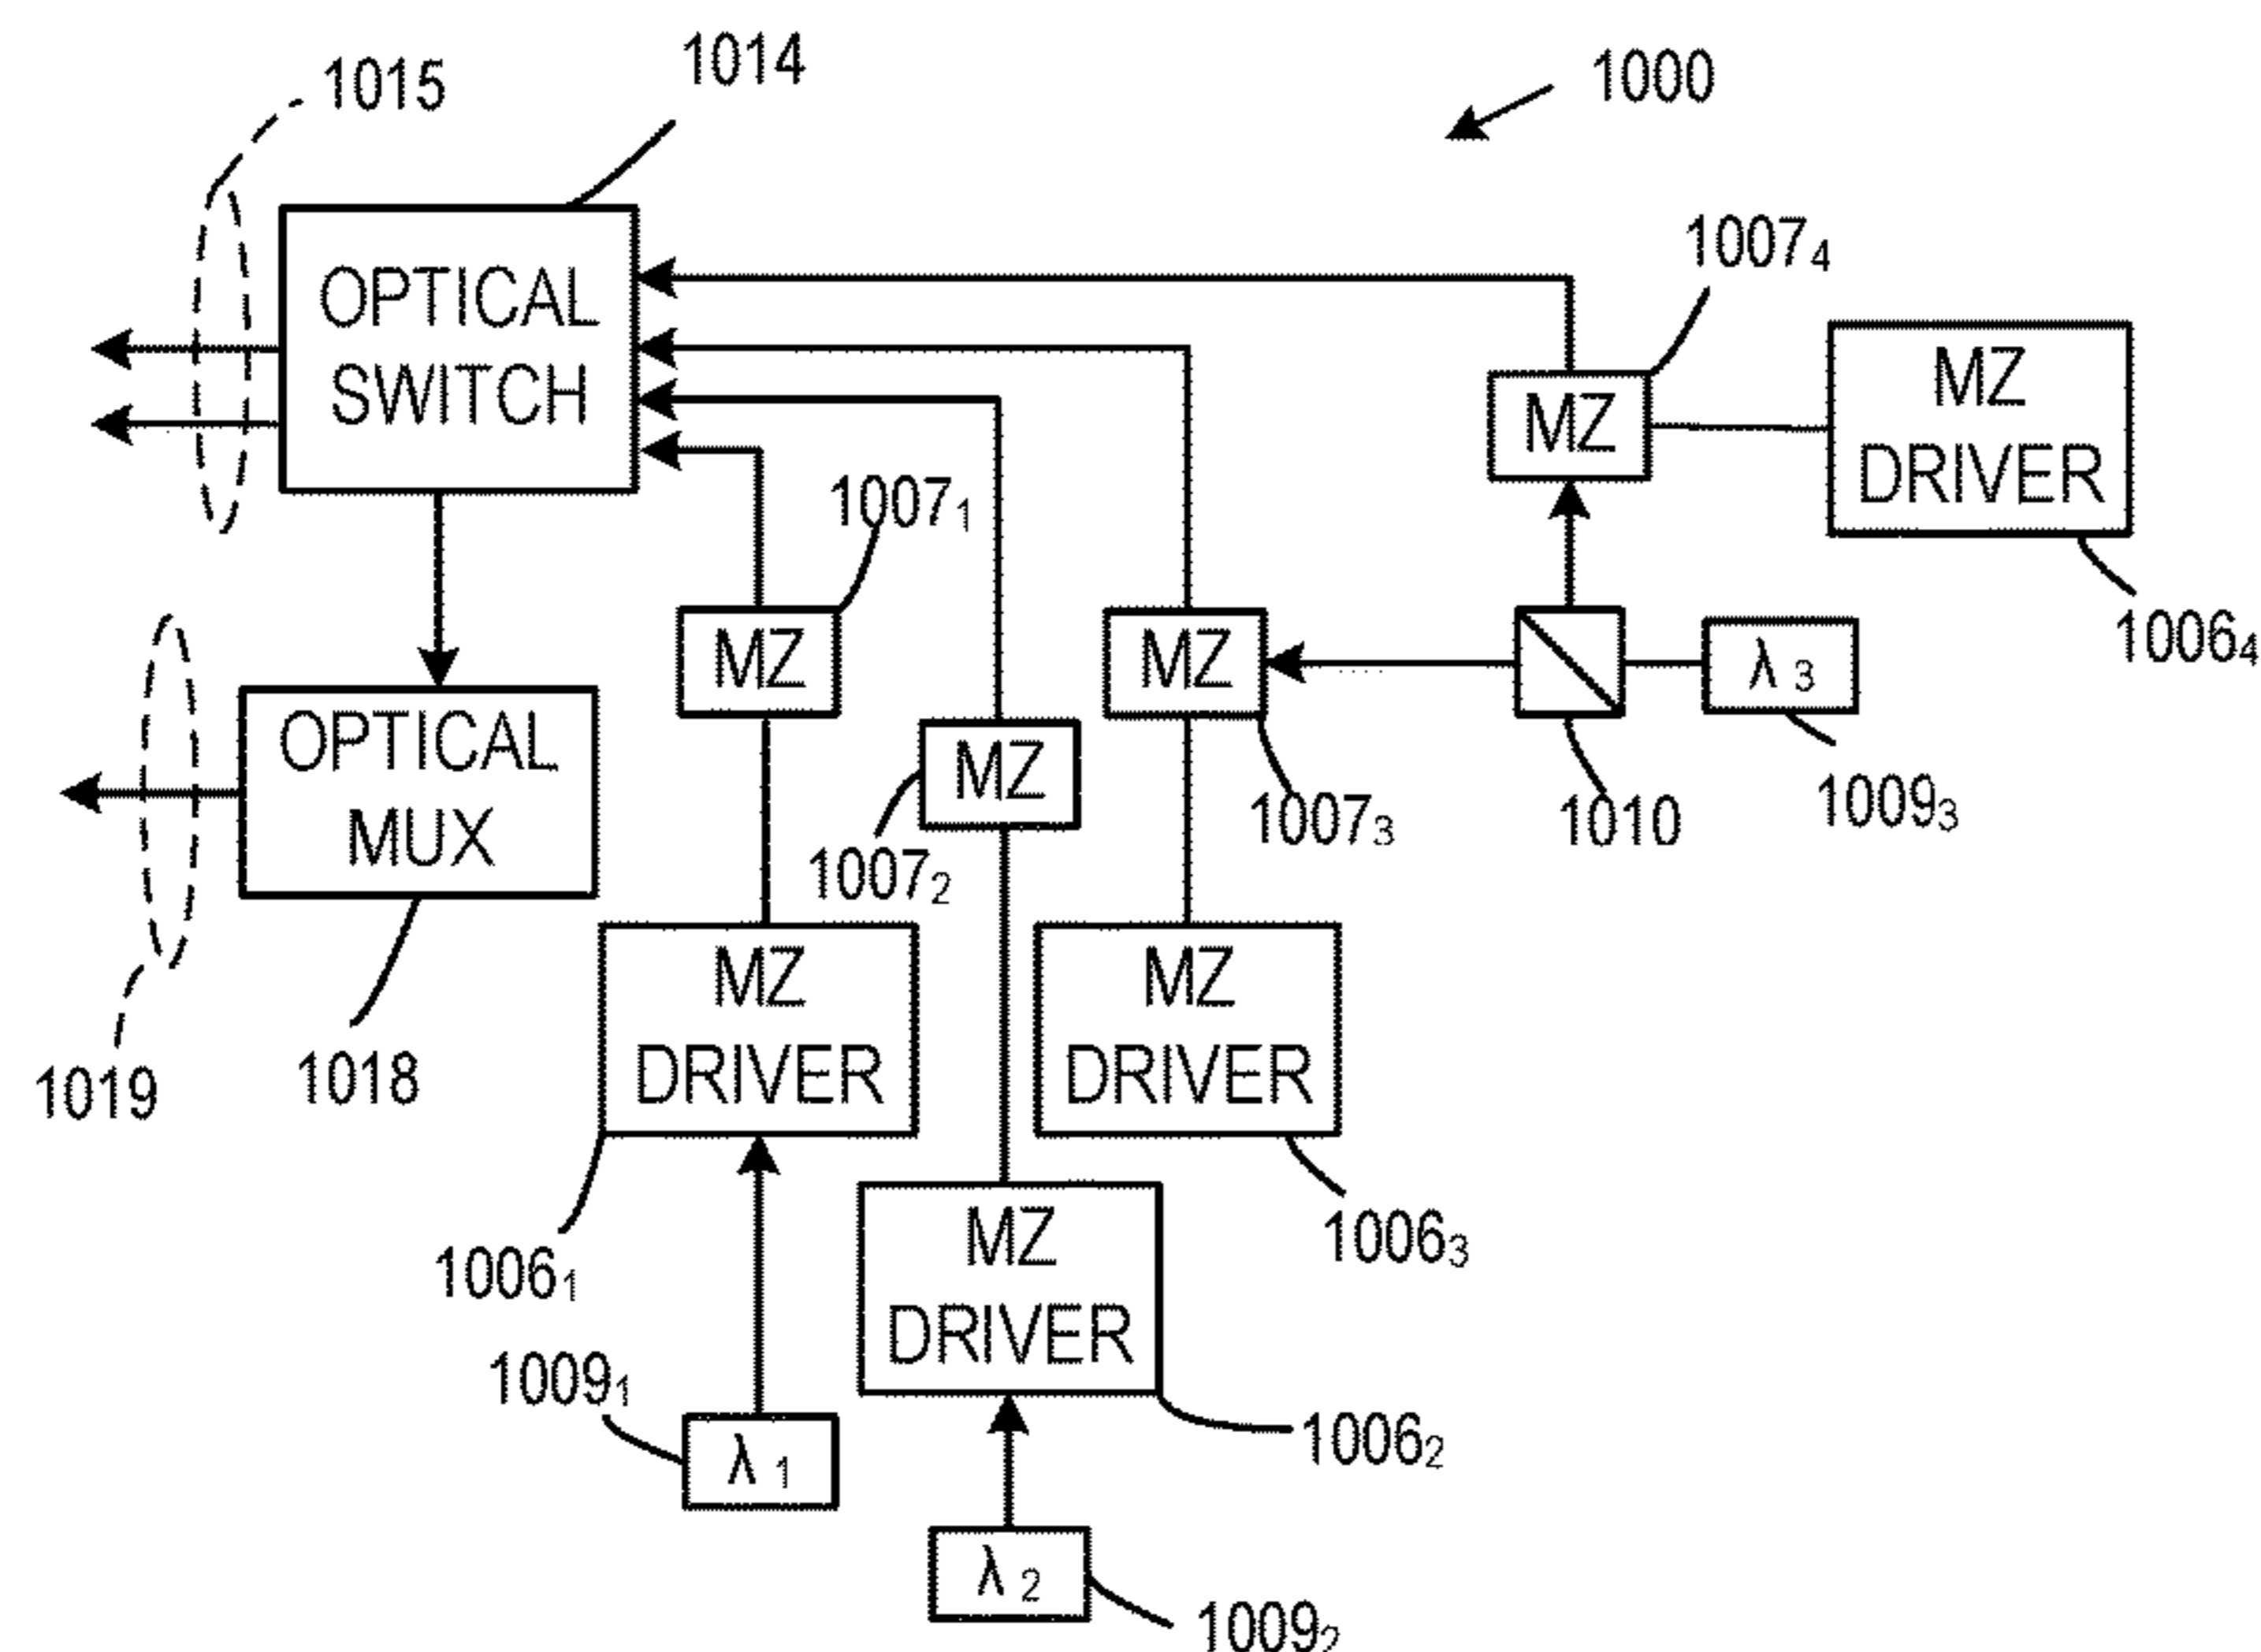 1015
1014
1000
OPTICAL
SWITCH
1007₄
MZ
MZ
DRIVER
1006₄
1007₁
MZ
MZ
λ ₃
1009₃
1010
1007₃
OPTICAL
MUX
MZ
1007₂
1019
1018
MZ
DRIVER
MZ
DRIVER
1006₁
1006₃
MZ
DRIVER
1006₂
1009₁
λ ₁
λ ₂
1009₂